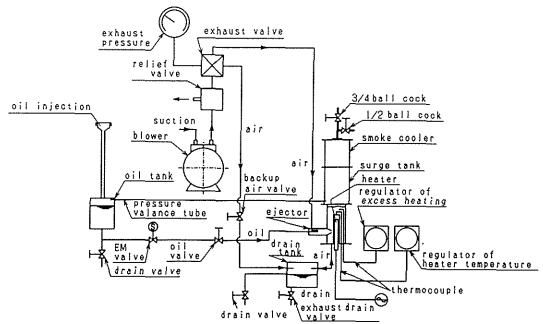 exhaust
pressure
exhaust valve
relief
valve
3/4 ball cock
1/2 ball cock
oil injection
suction
air
smoke cooler
blower
air
surge tank
heater
regulator of
excess heating
oil tank
pressure
valance tube
backup
air valve
ejector
S
oil
EM
valve
oil
valve
drain
tank
air
regulator of
heater temperature
drain valve
thermocouple
drain
drain valve
exhaust drain
valve